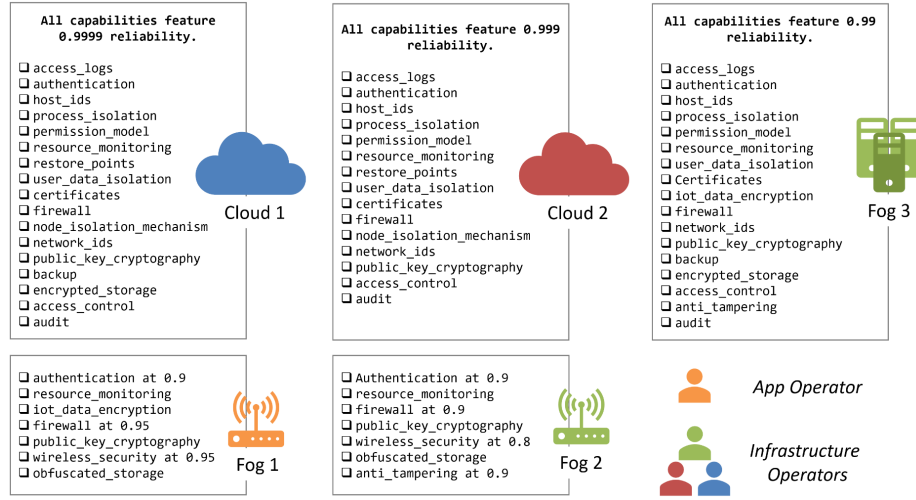 All capabilities feature
0.9999 reliability.
❑ access_logs
❑ authentication
❑ host_ids
❑ process_isolation
❑ permission_model
❑ resource_monitoring
❑ restore_points
❑ user_data_isolation
❑ certificates
❑ firewall
❑ node_isolation_mechanism
❑ network_ids
❑ public_key_cryptography
❑ backup
❑ encrypted_storage
❑ access_control
❑ audit
Cloud 1
All capabilities feature 0.999
reliability.
❑ access_logs
❑ authentication
❑ host_ids
❑ process_isolation
❑ permission_model
❑ resource_monitoring
❑ restore_points
❑ user_data_isolation
❑ certificates
❑ firewall
❑ node_isolation_mechanism
❑ network_ids
❑ public_key_cryptography
❑ access_control
❑ audit
Cloud 2
All capabilities feature 0.99
reliability.
❑ access_logs
❑ authentication
❑ host_ids
❑ process_isolation
❑ permission_model
❑ resource_monitoring
❑ user_data_isolation
❑ Certificates
❑ iot_data_encryption
❑ firewall
❑ network_ids
❑ public_key_cryptography
❑ backup
❑ encrypted_storage
❑ access_control
❑ anti_tampering
❑ audit
Fog 3
❑ authentication at 0.9
❑ resource_monitoring
❑ iot_data_encryption
❑ firewall at 0.95
❑ public_key_cryptography
❑ wireless_security at 0.95
❑ obfuscated_storage
Fog 1
❑ Authentication at 0.9
❑ resource_monitoring
❑ firewall at 0.9
❑ public_key_cryptography
❑ wireless_security at 0.8
❑ obfuscated_storage
❑ anti_tampering at 0.9
Fog 2
App Operator
Infrastructure
Operators